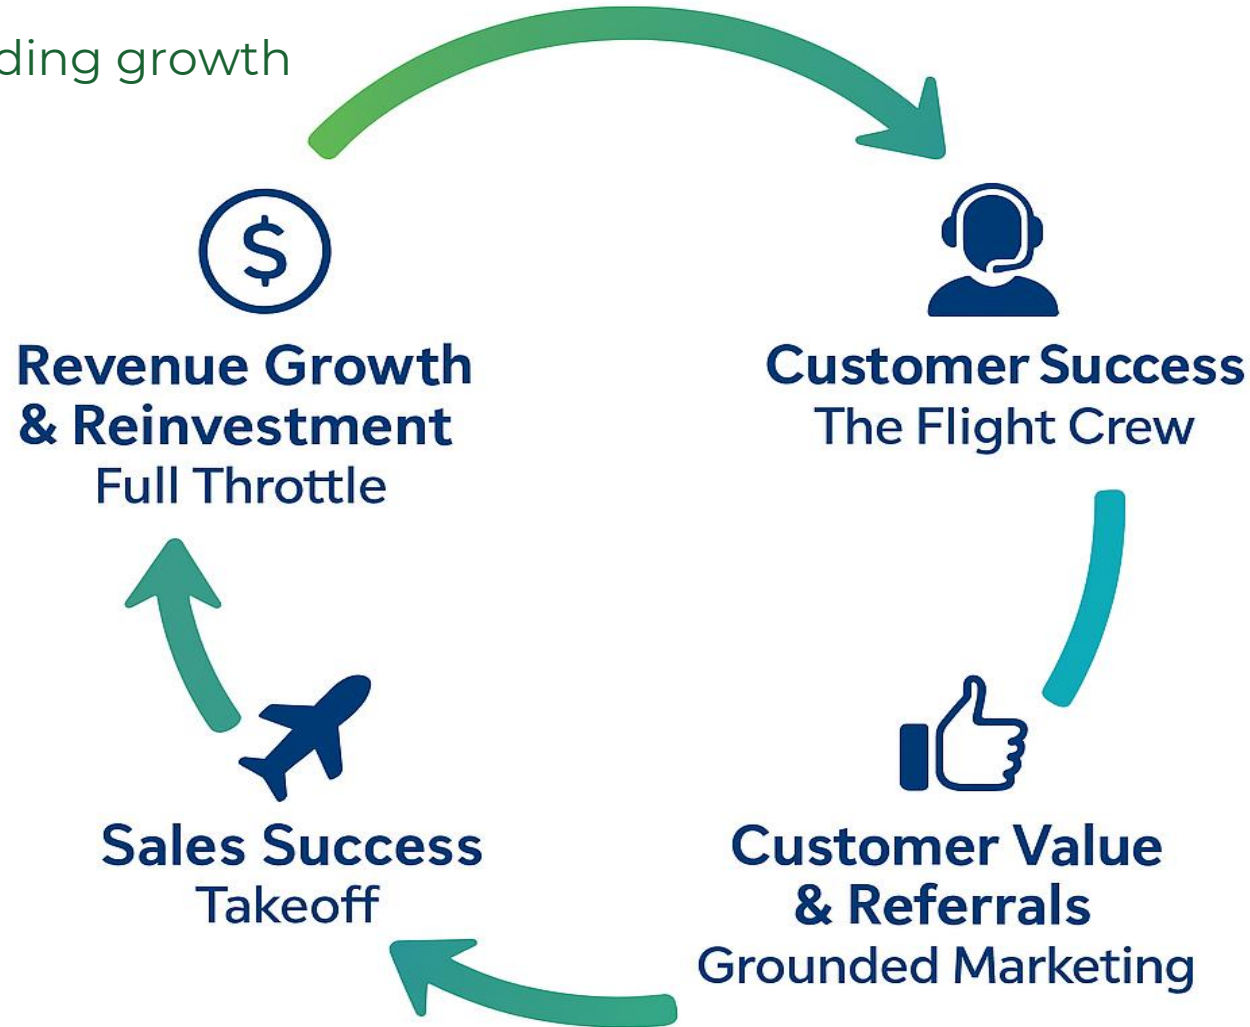 ding growth
$
Revenue Growth
& Reinvestment
Full Throttle
Customer Success
The Flight Crew
Sales Success
Takeoff
Customer Value
& Referrals
Grounded Marketing